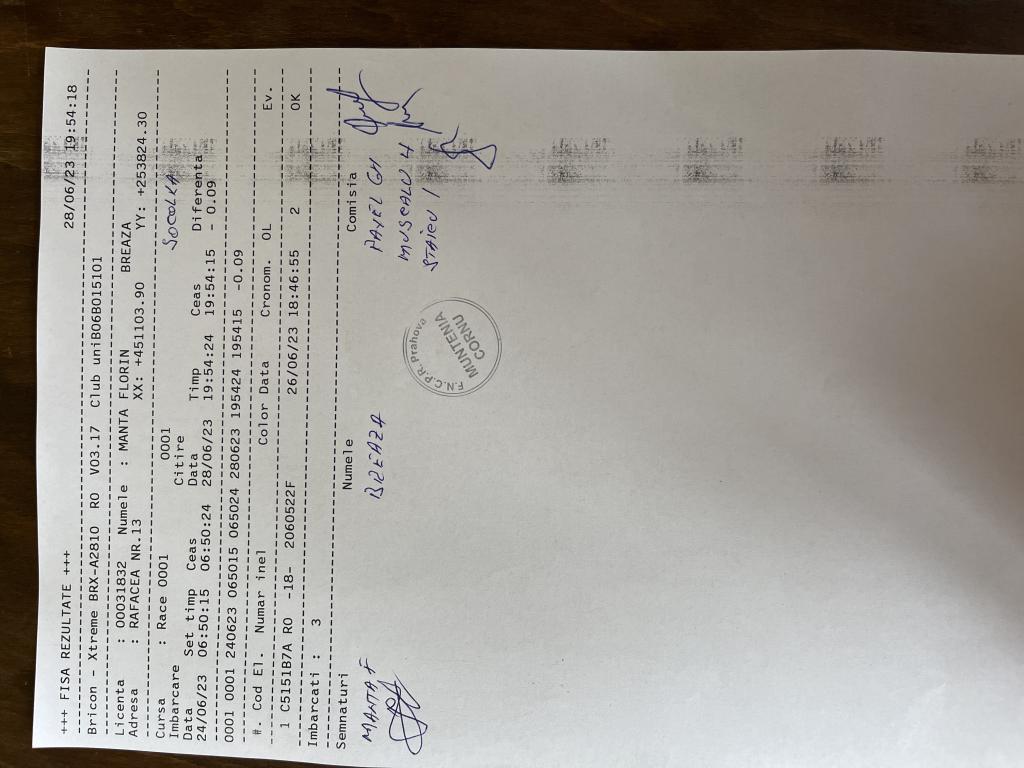 +++ FISA REZULTATE +++ 28/06/23 19:54:18
Bricon - Xtreme BRX-A2810 RO V03.17 Club uniB06B015101
Licenta : 00031832 Numele : MANTA FLORIN BREAZA
Adresa : RAFACEA NR.13 XX: +451103.90 YY: +253824.30
Cursa : Race 0001 0001 SOCOLKA
Imbarcare Citire
Data Set timp Ceas Data Timp Ceas Diferenta
24/06/23 06:50:15 06:50:24 28/06/23 19:54:24 19:54:15 - 0.09
0001 0001 240623 065015 065024 280623 195424 195415 -0.09
#. Cod El. Numar inel Color Data Cronom. OL Ev.
1 C5151B7A RO -18- 2060522F 26/06/23 18:46:55 2 OK
Imbarcati : 3
Semnaturi Numele Comisia
MANTA F BREAZA PAVEL GH
MUSCALU
STAICU I
F.N.C.P.R. Prahova
MUNTENIA
CORNU